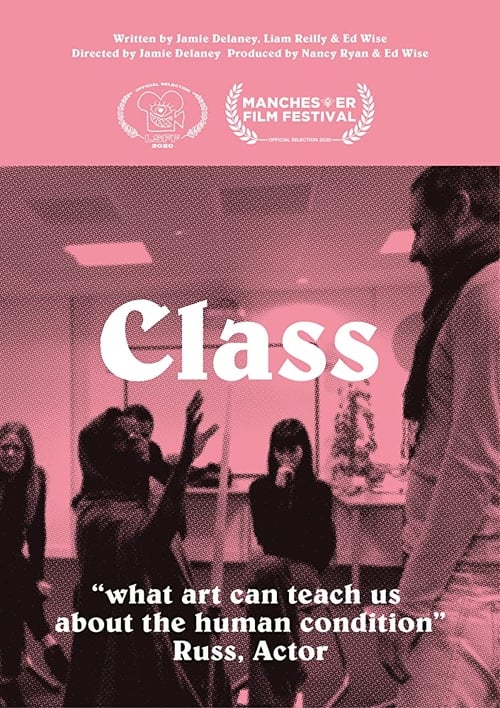 Written by Jamie Delaney, Liam Reilly & Ed Wise
Directed by Jamie Delaney Produced by Nancy Ryan & Ed Wise
OFFICIAL SELECTION
LSFF
2020
MANCHESTER
FILM FESTIVAL
OFFICIAL SELECTION 2020
Class
“what art can teach us
about the human condition”
Russ, Actor